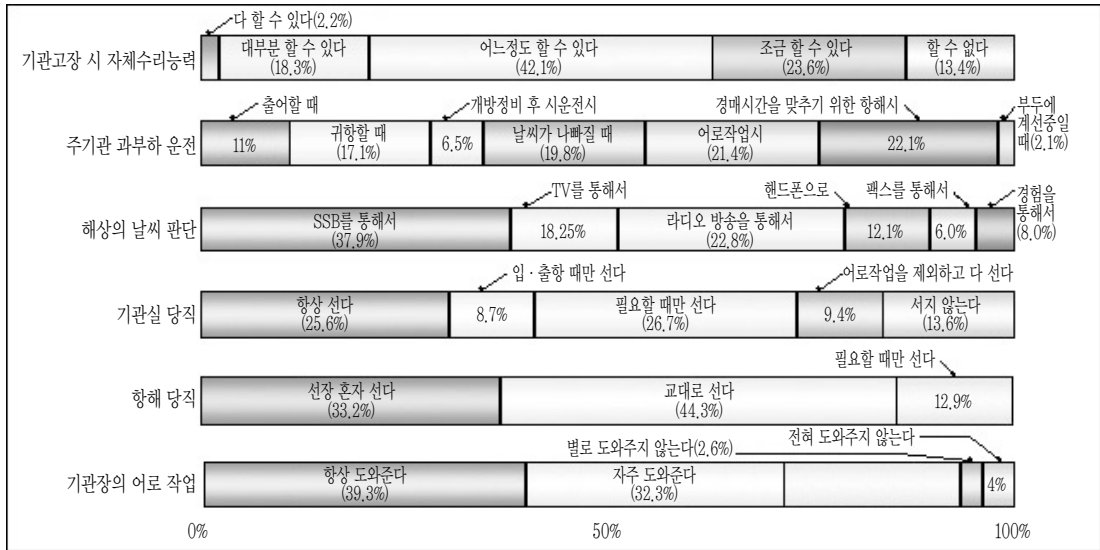 다 할 수 있다(2.2%)
기관고장 시 자체수리능력
대부분 할 수 있다
(18.3%)
어느정도 할 수 있다
(42.1%)
조금 할 수 있다
(23.6%)
할 수 없다
(13.4%)
출어할 때
개방정비 후 시운전시
경매시간을 맞추기 위한 항해시
부두에
계선중일
때(2.1%)
주기관 과부하 운전
11%
귀항할 때
(17.1%)
6.5%
날씨가 나빠질 때
(19.8%)
어로작업시
(21.4%)
22.1%
TV를 통해서
핸드폰으로
팩스를 통해서
경험을
통해서
(8.0%)
해상의 날씨 판단
SSB를 통해서
(37.9%)
18.25%
라디오 방송을 통해서
(22.8%)
12.1%
6.0%
입 · 출항 때만 선다
어로작업을 제외하고 다 선다
기관실 당직
항상 선다
(25.6%)
8.7%
필요할 때만 선다
(26.7%)
9.4%
서지 않는다
(13.6%)
필요할 때만 선다
항해 당직
선장 혼자 선다
(33.2%)
교대로 선다
(44.3%)
12.9%
별로 도와주지 않는다(2.6%)
전혀 도와주지 않는다
기관장의 어로 작업
항상 도와준다
(39.3%)
자주 도와준다
(32.3%)
4%
0%
50%
100%